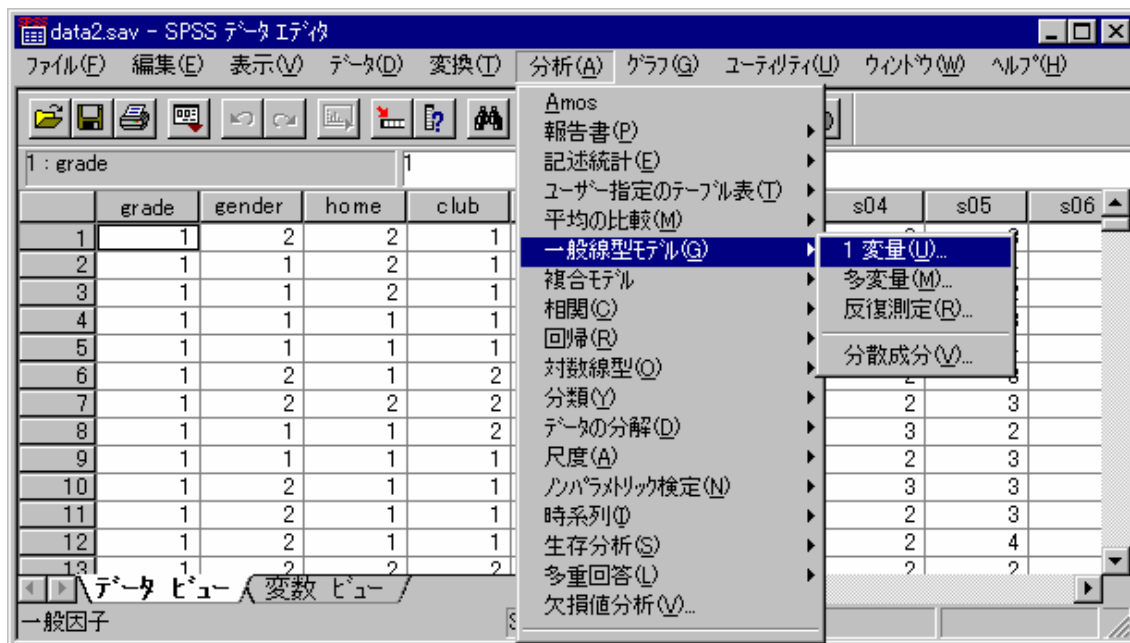 SPSS data2.sav - SPSS ﾃﾞｰﾀ ｴﾃﾞｨﾀ
ﾌｧｲﾙ(F) 編集(E) 表示(V) ﾃﾞｰﾀ(D) 変換(T) 分析(A) ｸﾞﾗﾌ(G) ﾕｰﾃｨﾘﾃｨ(U) ｳｨﾝﾄﾞｳ(W) ﾍﾙﾌﾟ(H)
1 : grade 1
grade gender home club s04 s05 s06
1 1 2 2 1
2 1 1 2 1
3 1 1 2 1
4 1 1 1 1
5 1 1 1 1
6 1 2 1 2 2
7 1 2 2 2 2 3
8 1 1 1 2 3 2
9 1 1 1 1 2 3
10 1 2 1 1 3 3
11 1 2 1 1 2 3
12 1 2 1 1 2 4
13 1 2 2 2 2 2
Amos
報告書(P)
記述統計(E)
ﾕｰｻﾞｰ指定のﾃｰﾌﾞﾙ表(T)
平均の比較(M)
一般線型ﾓﾃﾞﾙ(G)
複合ﾓﾃﾞﾙ
相関(C)
回帰(R)
対数線型(O)
分類(Y)
ﾃﾞｰﾀの分解(D)
尺度(A)
ﾉﾝﾊﾟﾗﾒﾄﾘｯｸ検定(N)
時系列(I)
生存分析(S)
多重回答(L)
欠損値分析(V)...
1 変量(U)...
多変量(M)...
反復測定(R)...
分散成分(V)...
ﾃﾞｰﾀ ﾋﾞｭｰ 変数 ﾋﾞｭｰ
一般因子